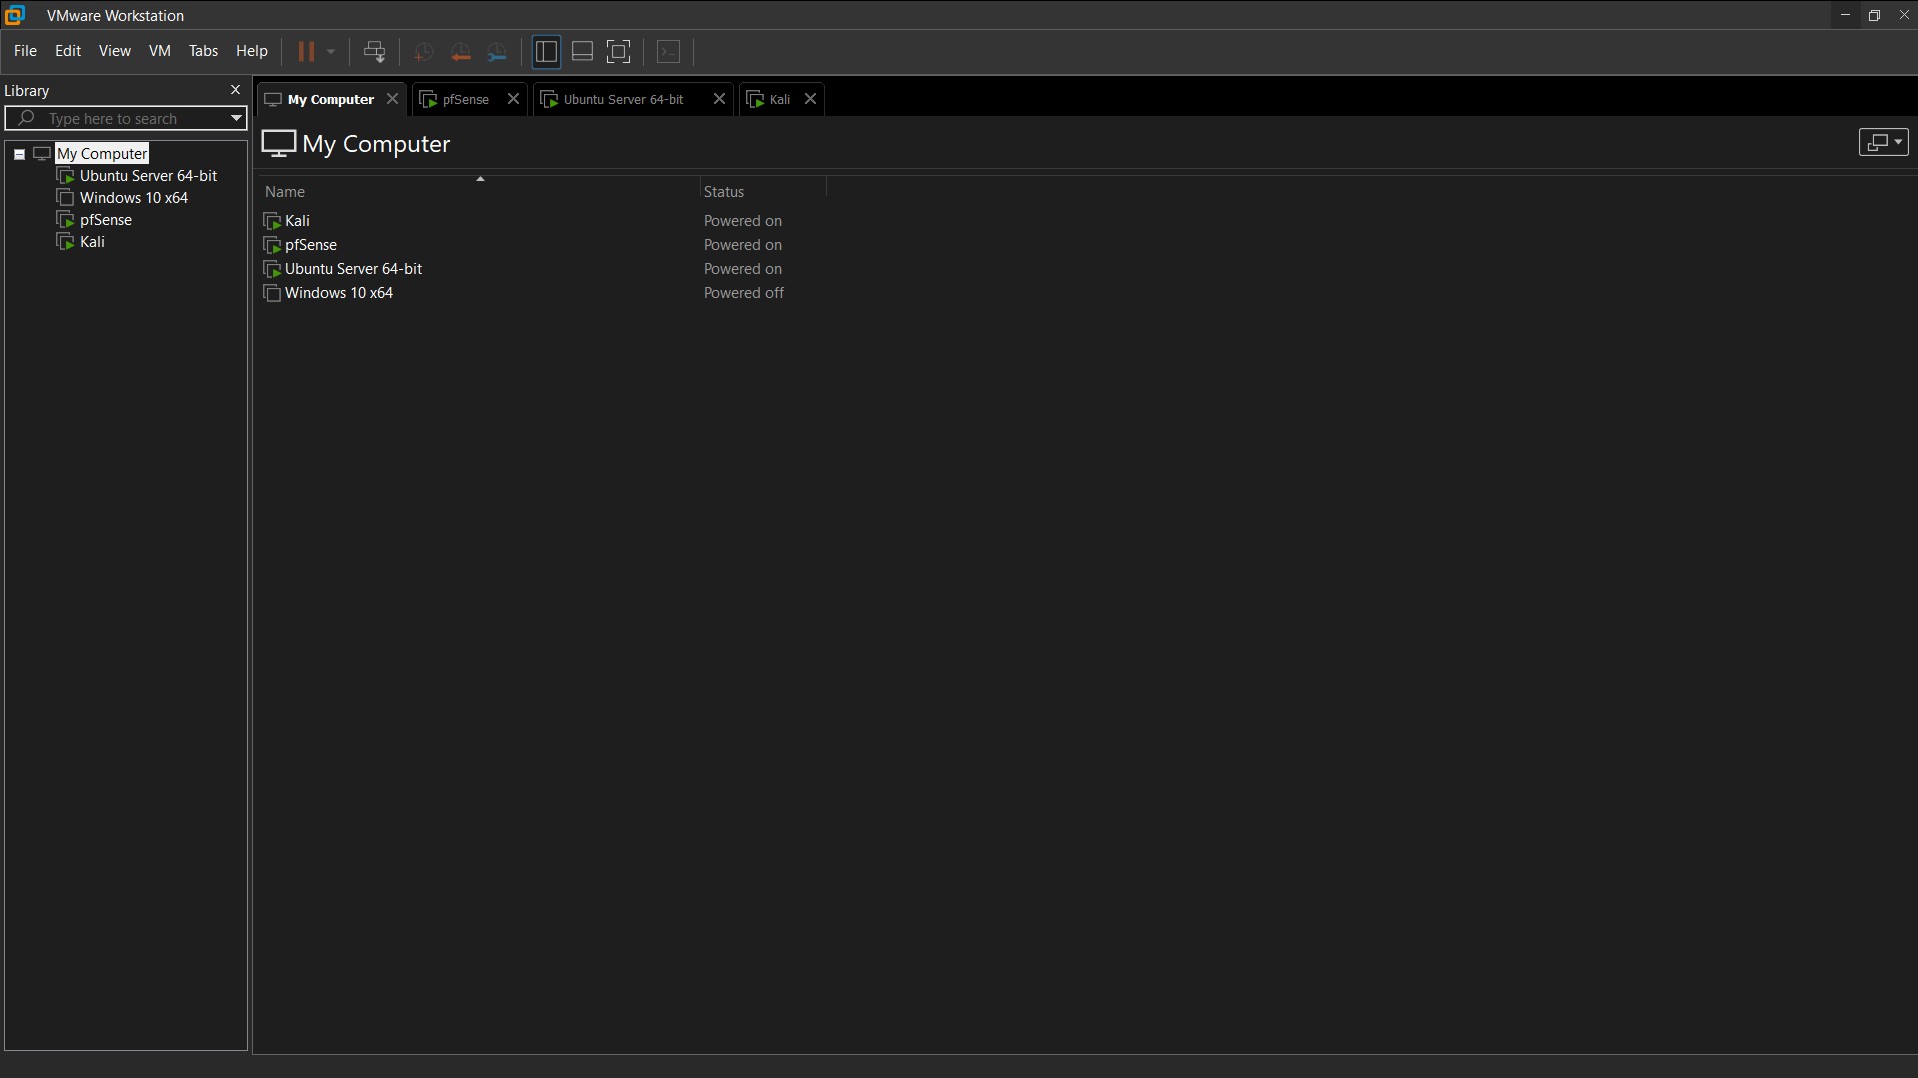 VMware Workstation
File Edit View VM Tabs Help
Library
Type here to search
My Computer
Ubuntu Server 64-bit
Windows 10 x64
pfSense
Kali
My Computer pfSense Ubuntu Server 64-bit Kali
My Computer
Name Status
Kali Powered on
pfSense Powered on
Ubuntu Server 64-bit Powered on
Windows 10 x64 Powered off